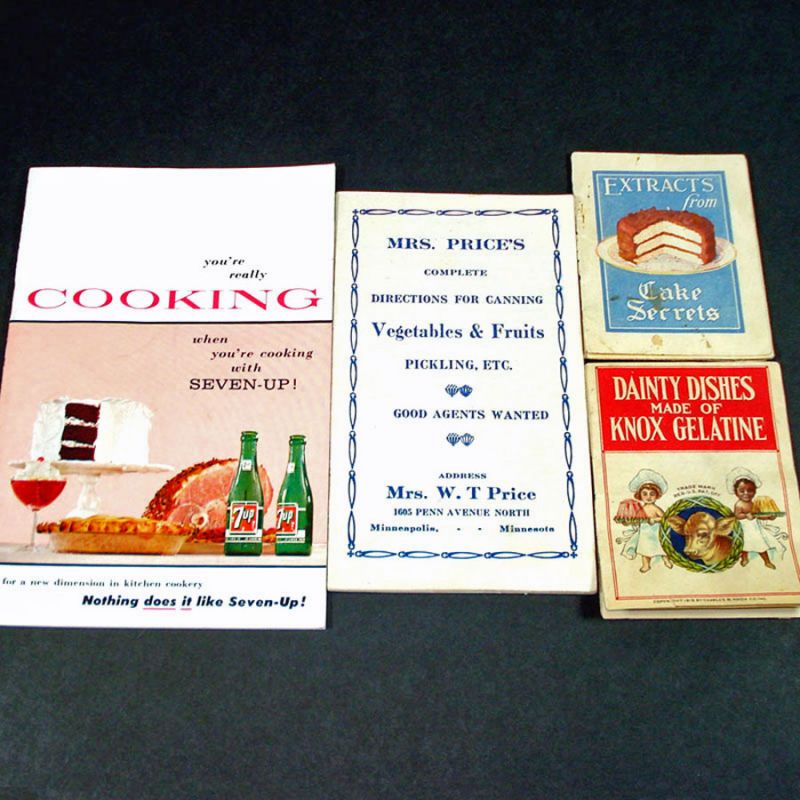 you're
really
COOKING
when
you're cooking
with
SEVEN-UP!
7up
7up
for a new dimension in kitchen cookery
Nothing does it like Seven-Up!
MRS. PRICE'S
COMPLETE
DIRECTIONS FOR CANNING
Vegetables & Fruits
PICKLING, ETC.
GOOD AGENTS WANTED
ADDRESS
Mrs. W. T Price
1605 PENN AVENUE NORTH
Minneapolis, - - Minnesota
EXTRACTS
from
Cake
Secrets
DAINTY DISHES
MADE OF
KNOX GELATINE
TRADE MARK
REG. U.S. PAT. OFF.